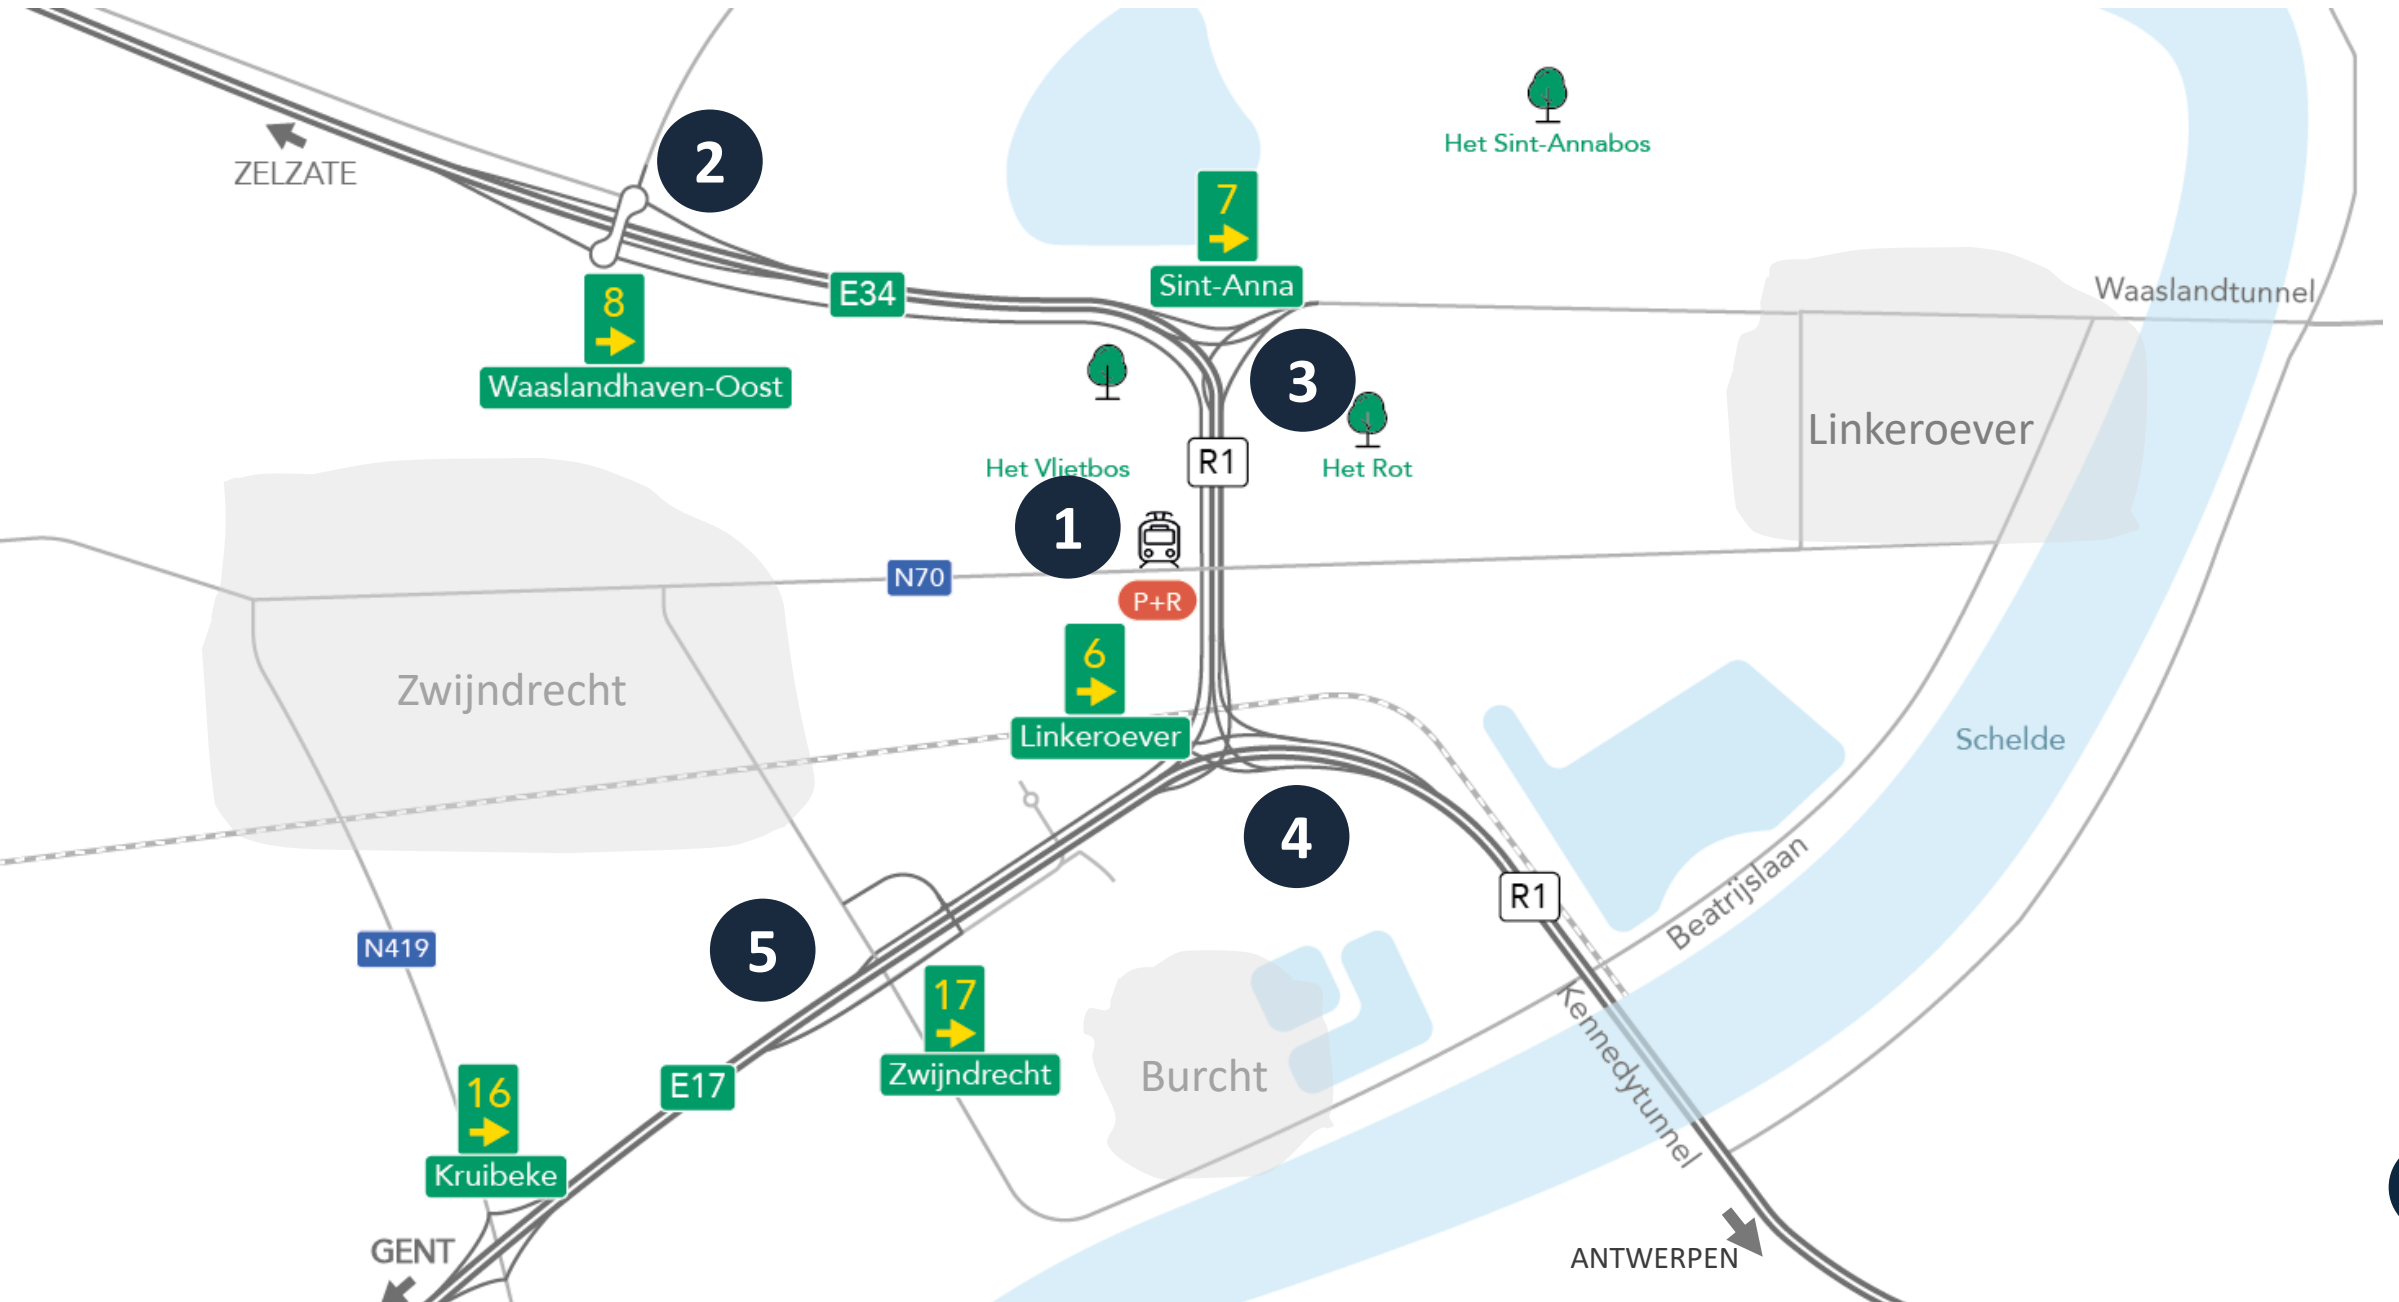 2
Het Sint-Annabos
ZELZATE
7
Sint-Anna
E34
Waaslandtunnel
8
Waaslandhaven-Oost
3
Linkeroever
Het Vlietbos
R1
Het Rot
1
N70
P+R
6
Zwijndrecht
Linkeroever
Schelde
4
R1
Beatrijslaan
5
N419
17
Zwijndrecht
Kennedytunnel
E17
Burcht
16
Kruibeke
GENT
ANTWERPEN